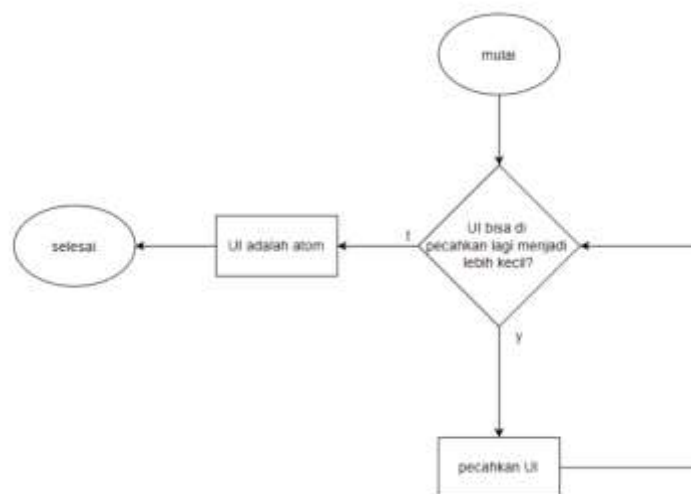 mulai
UI bisa di
pecahkan lagi menjadi
lebih kecil?
t
UI adalah atom
selesai
y
pecahkan UI